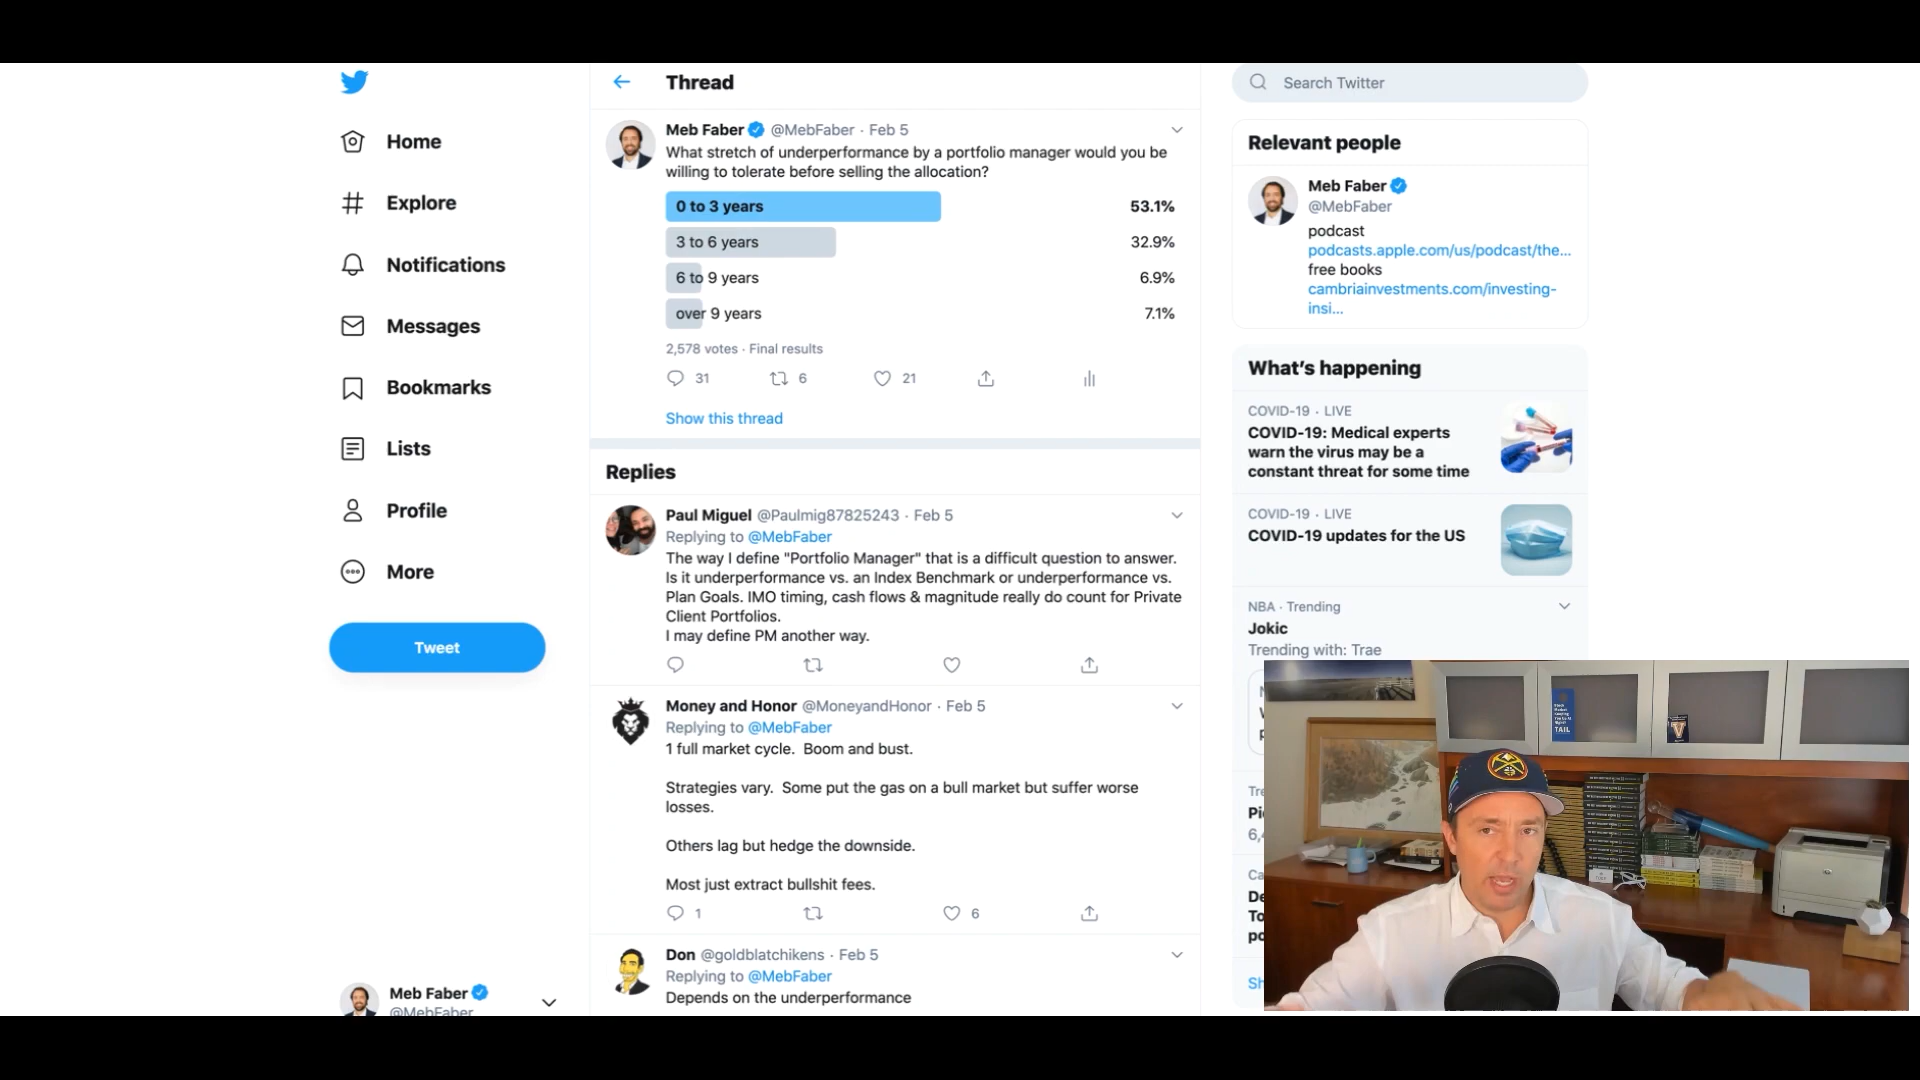 Thread
Search Twitter
Home
Explore
Notifications
Messages
Bookmarks
Lists
Profile
More
Tweet
Meb Faber
@MebFaber
Meb Faber @MebFaber · Feb 5
What stretch of underperformance by a portfolio manager would you be
willing to tolerate before selling the allocation?
0 to 3 years 53.1%
3 to 6 years 32.9%
6 to 9 years 6.9%
over 9 years 7.1%
2,578 votes · Final results
31 6 21
Show this thread
Replies
Paul Miguel @Paulmig87825243 · Feb 5
Replying to @MebFaber
The way I define "Portfolio Manager" that is a difficult question to answer.
Is it underperformance vs. an Index Benchmark or underperformance vs.
Plan Goals. IMO timing, cash flows & magnitude really do count for Private
Client Portfolios.
I may define PM another way.
Money and Honor @MoneyandHonor · Feb 5
Replying to @MebFaber
1 full market cycle. Boom and bust.
Strategies vary. Some put the gas on a bull market but suffer worse
losses.
Others lag but hedge the downside.
Most just extract bullshit fees.
1 6
Don @goldblatchikens · Feb 5
Replying to @MebFaber
Depends on the underperformance
Relevant people
Meb Faber
@MebFaber
podcast
podcasts.apple.com/us/podcast/the...
free books
cambriainvestments.com/investing-
insi...
What's happening
COVID-19 · LIVE
COVID-19: Medical experts
warn the virus may be a
constant threat for some time
COVID-19 · LIVE
COVID-19 updates for the US
NBA · Trending
Jokic
Trending with: Trae
TAIL
V